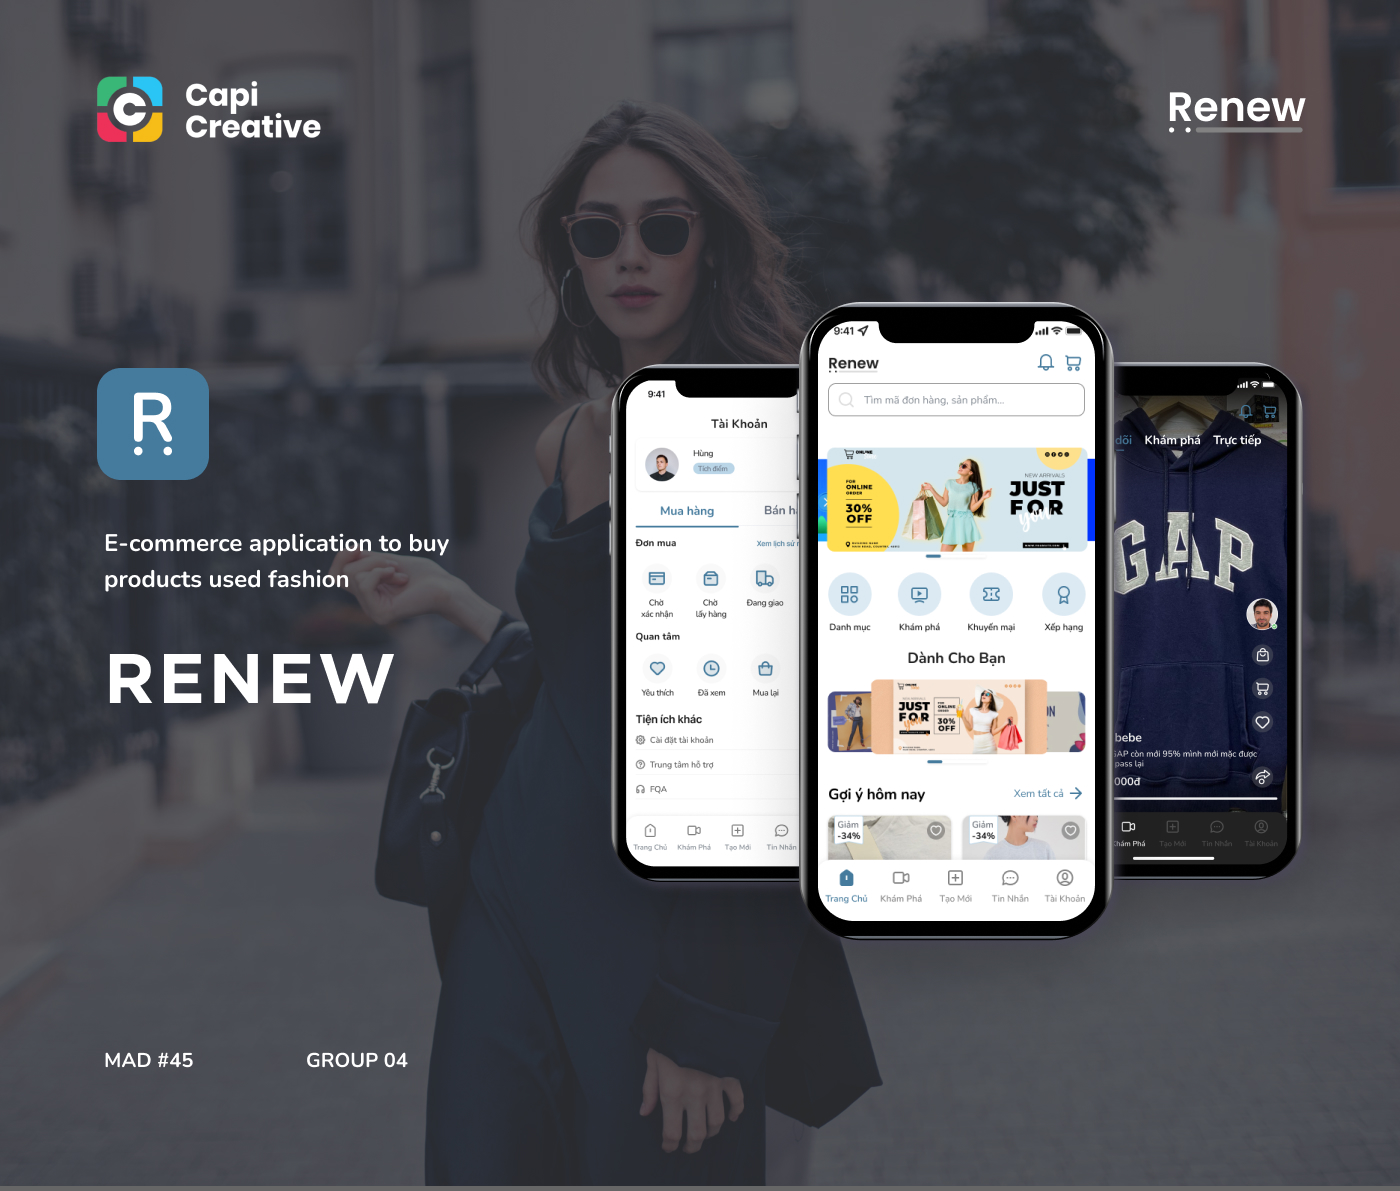 Capi
Creative
Renew
R
E-commerce application to buy
products used fashion
RENEW
MAD #45
GROUP 04
9:41
Tài Khoản
Hùng
Tích điểm
Mua hàng
Bán h
Đơn mua
Xem lịch sử
Chờ
xác nhận
Chờ
lấy hàng
Đang giao
Quan tâm
Yêu thích
Đã xem
Mua lại
Tiện ích khác
Cài đặt tài khoản
Trung tâm hỗ trợ
FQA
Trang Chủ
Khám Phá
Tạo Mới
Tin Nhắn
9:41
Renew
Tìm mã đơn hàng, sản phẩm...
ONLINE
FOR
ONLINE
ORDER
30%
OFF
NEW ARRIVALS
JUST
FOR
you
Danh mục
Khám phá
Khuyến mại
Xếp hạng
Dành Cho Bạn
JUST
FOR
you
FOR
ONLINE
ORDER
30%
OFF
Gợi ý hôm nay
Xem tất cả
Giảm
-34%
Giảm
-34%
Trang Chủ
Khám Phá
Tạo Mới
Tin Nhắn
Tài Khoản
dõi
Khám phá
Trực tiếp
GAP
bebe
GAP còn mới 95% mình mới mặc được
pass lại
000đ
Khám Phá
Tạo Mới
Tin Nhắn
Tài Khoản